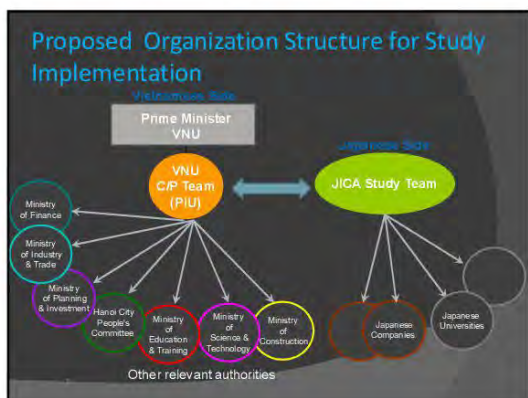 Proposed Organization Structure for Study
Implementation
Vietnamese Side
Prime Minister
VNU
Japanese Side
VNU
C/P Team
(PiU)
JICA Study Team
Ministry
of Finance
Ministry
of Industry
& Trade
Ministry
of Planning
& Investment
Hanoi City
People's
Committee
Ministry
of
Education
& Training
Ministry
of
Science &
Technology
Ministry
of
Construction
Japanese
Companies
Japanese
Universities
Other relevant authorities